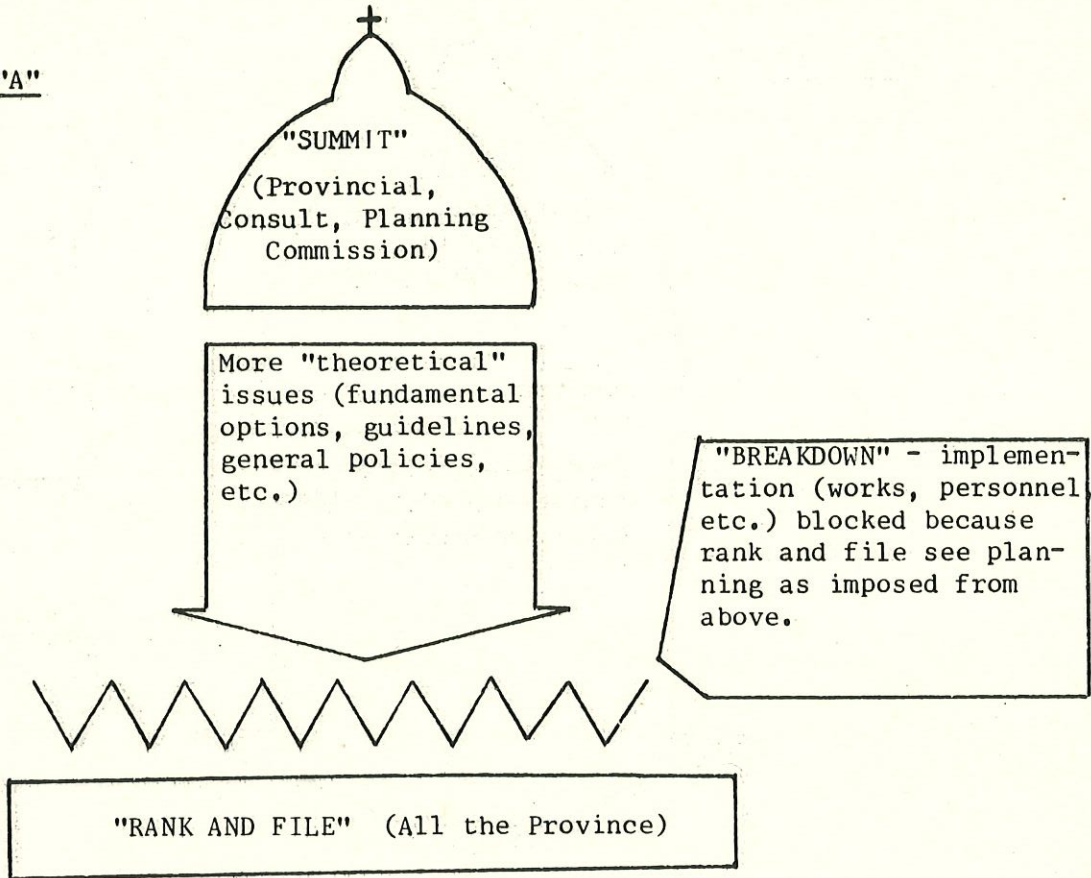 'A"
"SUMMIT"
(Provincial,
Consult, Planning
Commission)
More "theoretical"
issues (fundamental
options, guidelines,
general policies,
etc.)
"BREAKDOWN" - implemen-
tation (works, personnel,
etc.) blocked because
rank and file see plan-
ning as imposed from
above.
"RANK AND FILE" (All the Province)